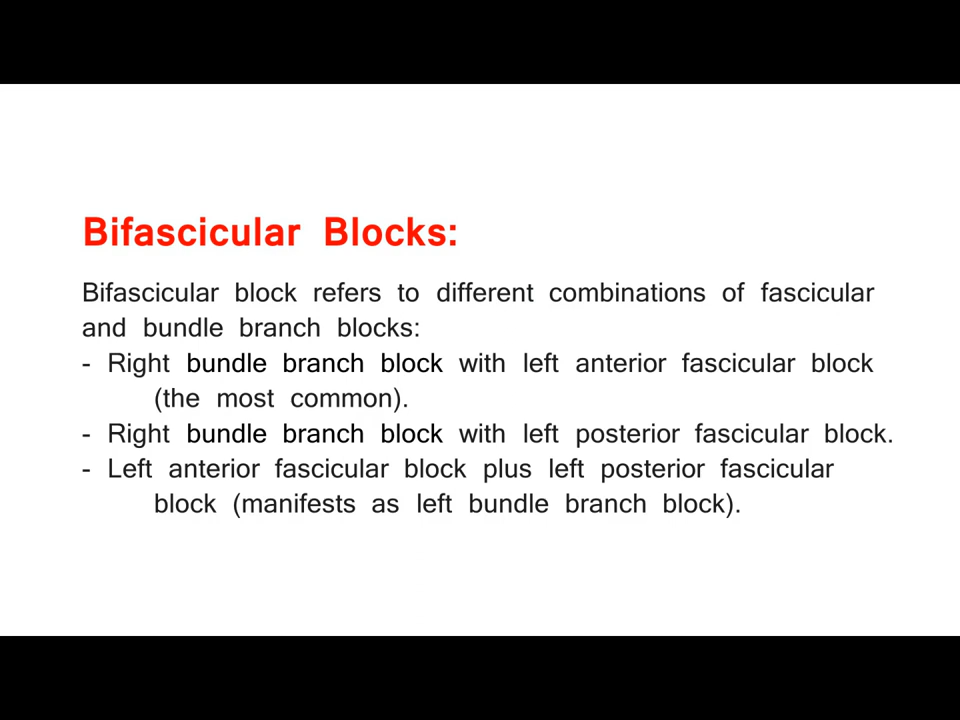 Bifascicular Blocks:
Bifascicular block refers to different combinations of fascicular
and bundle branch blocks:
- Right bundle branch block with left anterior fascicular block
(the most common).
- Right bundle branch block with left posterior fascicular block.
- Left anterior fascicular block plus left posterior fascicular
block (manifests as left bundle branch block).